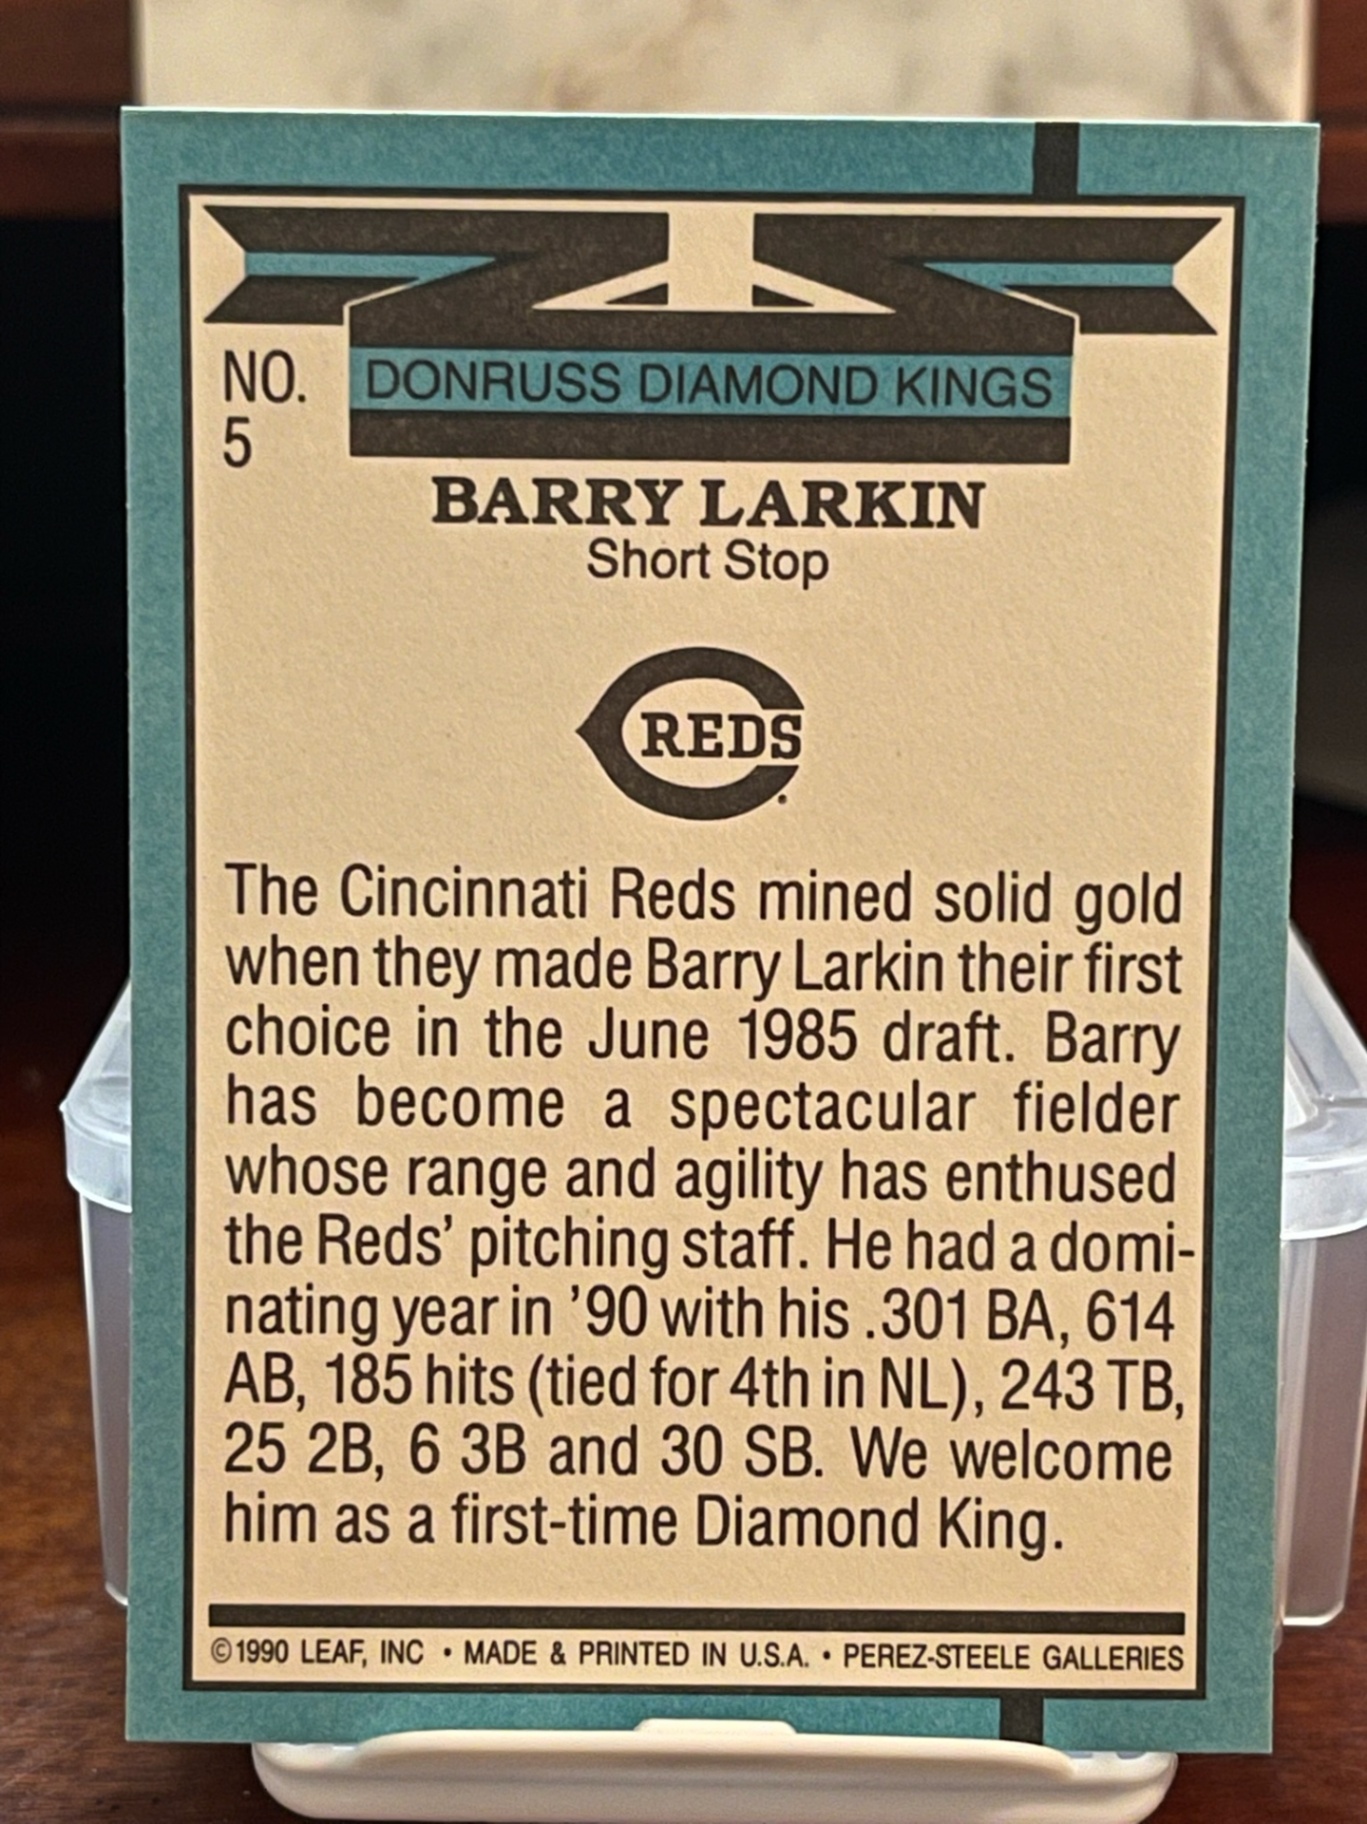 NO.
5
DONRUSS DIAMOND KINGS
BARRY LARKIN
Short Stop
REDS
The Cincinnati Reds mined solid gold
when they made Barry Larkin their first
choice in the June 1985 draft. Barry
has become a spectacular fielder
whose range and agility has enthused
the Reds' pitching staff. He had a domi-
nating year in '90 with his .301 BA, 614
AB, 185 hits (tied for 4th in NL), 243 TB,
25 2B, 6 3B and 30 SB. We welcome
him as a first-time Diamond King.
©1990 LEAF, INC • MADE & PRINTED IN U.S.A. • PEREZ-STEELE GALLERIES